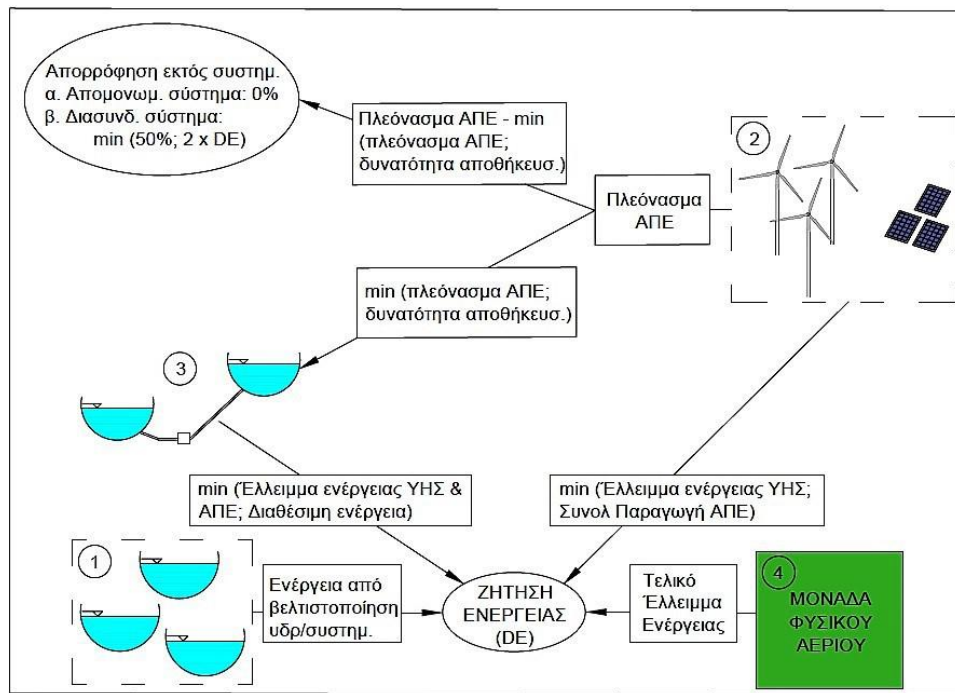 Απορρόφηση εκτός συστημ.
α. Απομονωμ. σύστημα: 0%
β. Διασυνδ. σύστημα:
min (50%; 2 x DE)
Πλεόνασμα ΑΠΕ - min
(πλεόνασμα ΑΠΕ;
δυνατότητα αποθήκευσ.)
2
Πλεόνασμα
ΑΠΕ
min (πλεόνασμα ΑΠΕ;
δυνατότητα αποθήκευσ.)
3
min (Έλλειμμα ενέργειας ΥΗΣ &
ΑΠΕ; Διαθέσιμη ενέργεια)
min (Έλλειμμα ενέργειας ΥΗΣ;
Συνολ Παραγωγή ΑΠΕ)
1
Ενέργεια από
βελτιστοποίηση
υδρ/συστημ.
ΖΗΤΗΣΗ
ΕΝΕΡΓΕΙΑΣ
(DE)
Τελικό
Έλλειμμα
Ενέργειας
4
ΜΟΝΑΔΑ
ΦΥΣΙΚΟΥ
ΑΕΡΙΟΥ